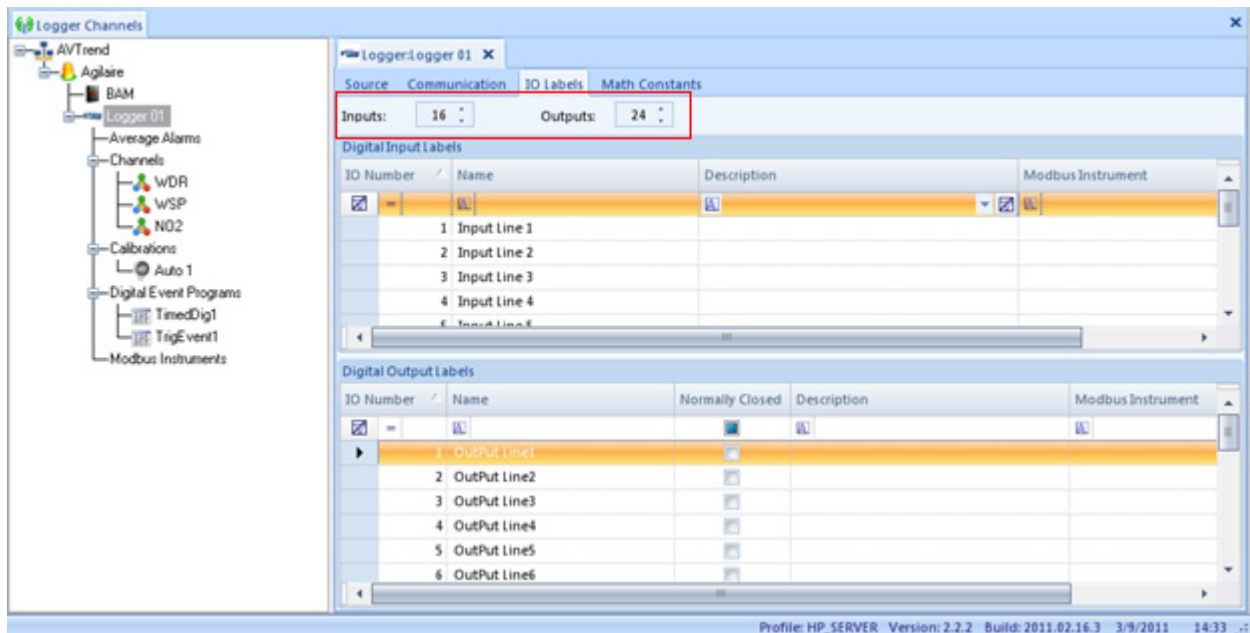 Logger Channels
AVTrend
Agilaire
BAM
Logger 01
Average Alarms
Channels
WDR
WSP
NO2
Calibrations
Auto 1
Digital Event Programs
TimedDig1
TrigEvent1
Modbus Instruments
Logger:Logger 01
Source Communication IO Labels Math Constants
Inputs: 16 Outputs: 24
Digital Input Labels
IO Number Name Description Modbus Instrument
=
1 Input Line 1
2 Input Line 2
3 Input Line 3
4 Input Line 4
5 Input Line 5
Digital Output Labels
IO Number Name Normally Closed Description Modbus Instrument
=
1 OutPut Line1
2 OutPut Line2
3 OutPut Line3
4 OutPut Line4
5 OutPut Line5
6 OutPut Line6
Profile: HP_SERVER Version: 2.2.2 Build: 2011.02.16.3 3/9/2011 14:33